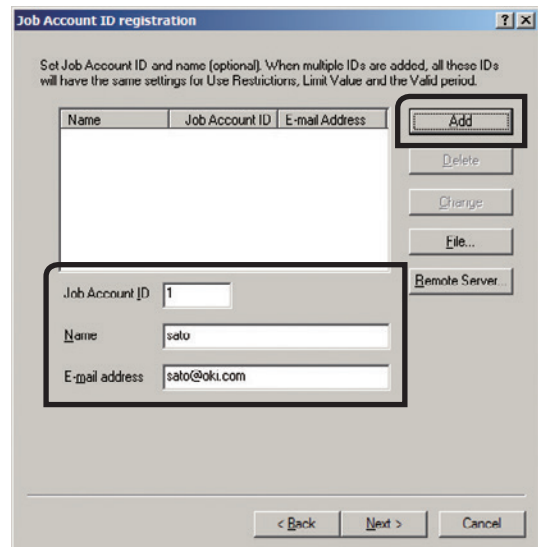 Job Account ID registration
Set Job Account ID and name (optional). When multiple IDs are added, all these IDs
will have the same settings for Use Restrictions, Limit Value and the Valid period.
Name Job Account ID E-mail Address
Add
Delete
Change
File...
Remote Server...
Job Account ID 1
Name sato
E-mail address sato@oki.com
< Back Next > Cancel